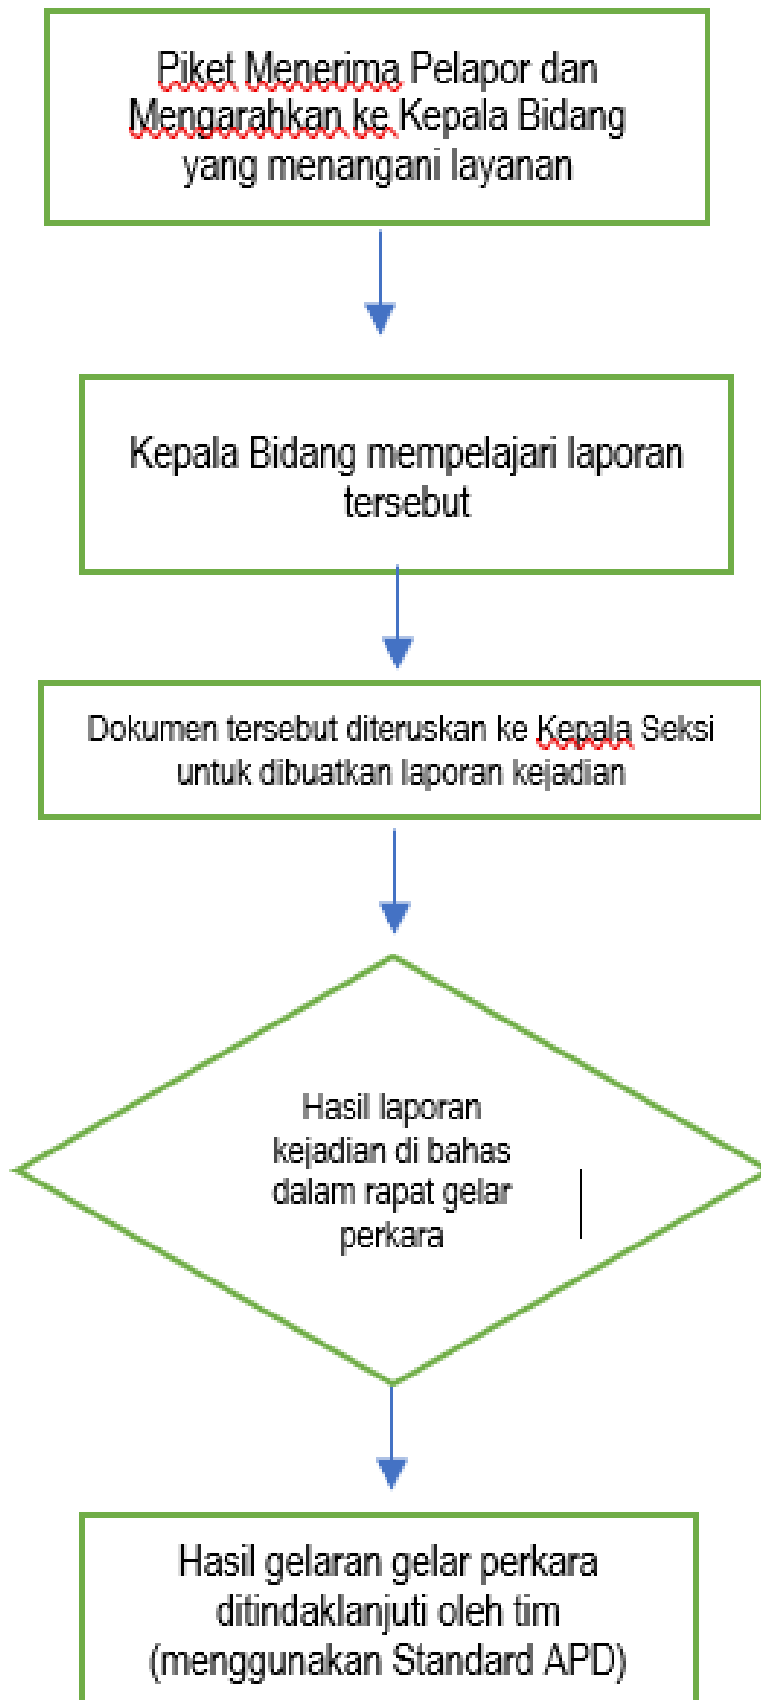 Piket Menerima Pelapor dan
Mengarahkan ke Kepala Bidang
yang menangani layanan
Kepala Bidang mempelajari laporan
tersebut
Dokumen tersebut diteruskan ke Kepala Seksi
untuk dibuatkan laporan kejadian
Hasil laporan
kejadian di bahas
dalam rapat gelar
perkara
Hasil gelaran gelar perkara
ditindaklanjuti oleh tim
(menggunakan Standard APD)